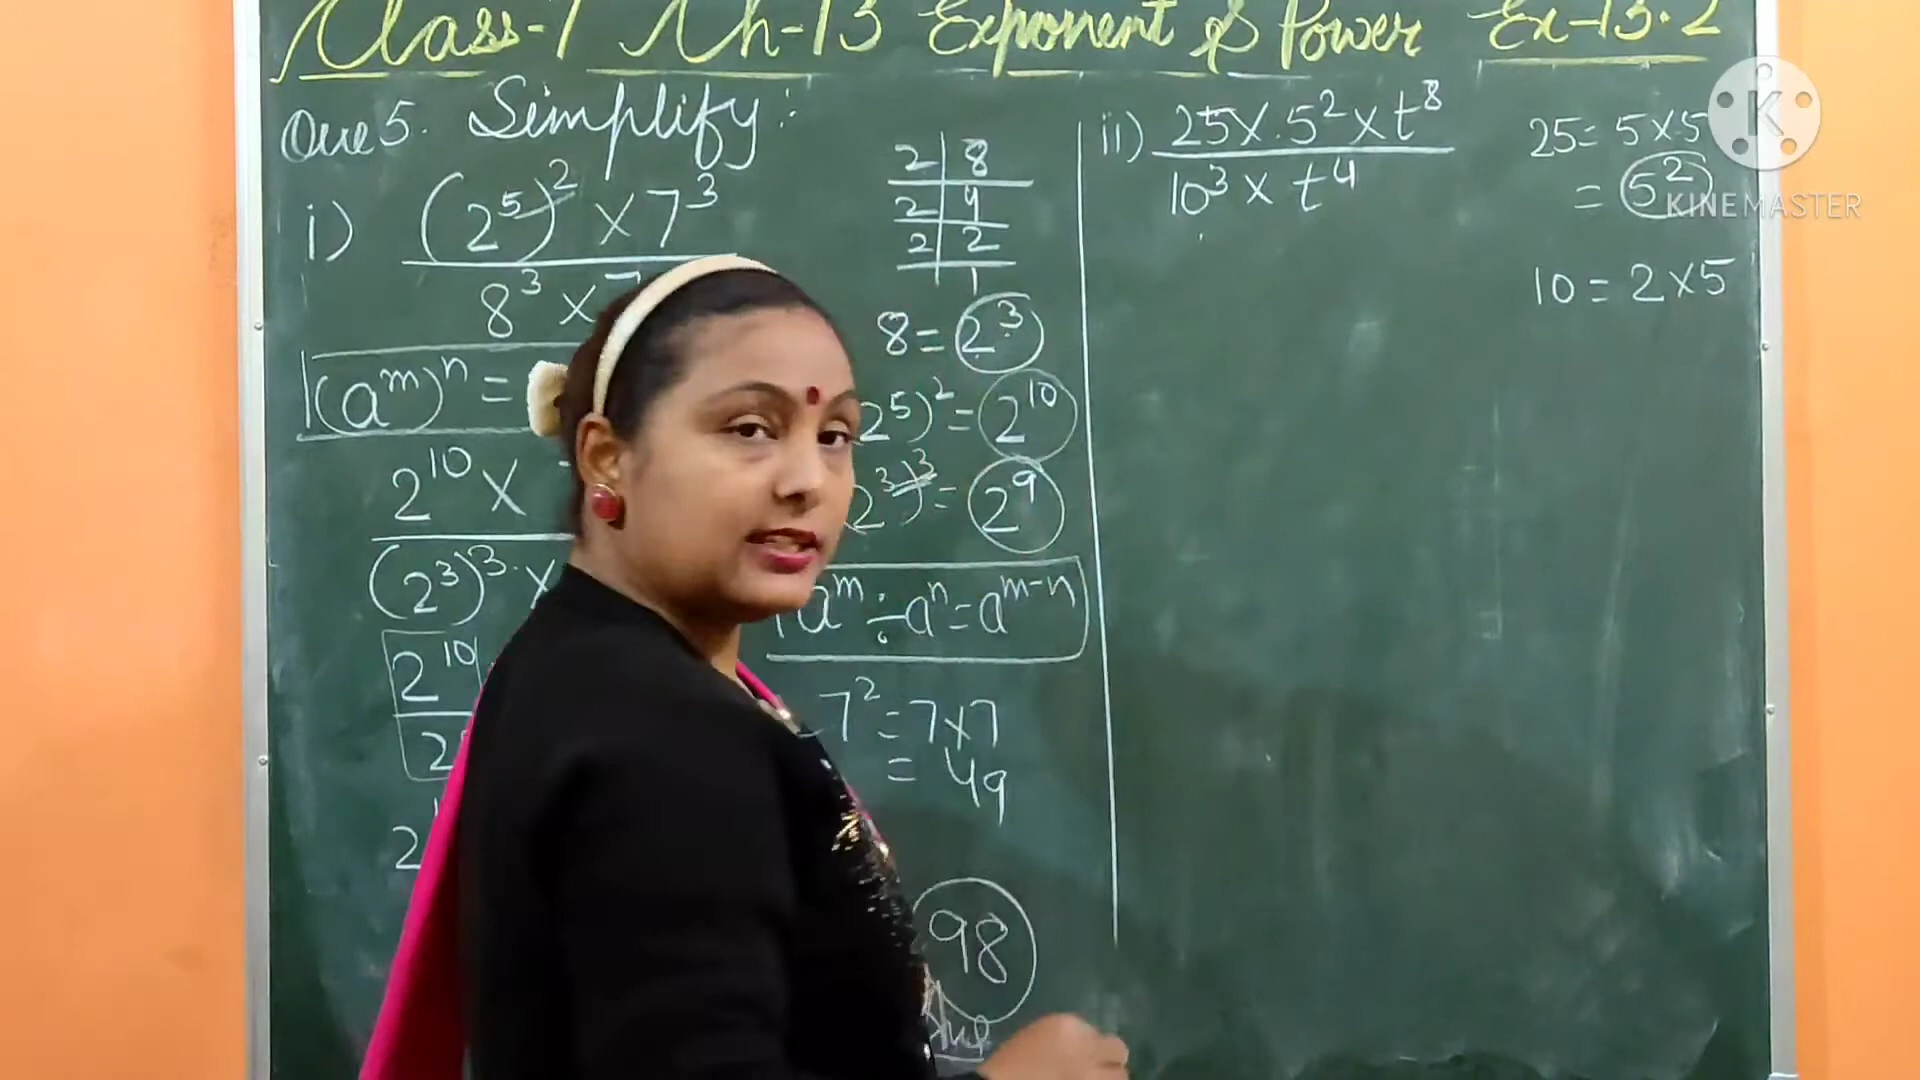 Class-7 Ch-13 Exponent & Power Ex-13.2
Que 5. Simplify:
i) (2⁵)² × 7³
8³ × 7
2 | 8
2 | 4
2 | 2
1
8 = 2³
(aᵐ)ⁿ =
2⁵)² = 2¹⁰
2¹⁰ ×
2³)³ = 2⁹
(2³)³ ×
aᵐ ÷ aⁿ = aᵐ⁻ⁿ
2¹⁰
2
7² = 7×7
= 49
2
98
Ans
ii) 25 × 5² × t⁸
10³ × t⁴
25 = 5×5
= 5²
10 = 2×5
K
KINEMASTER